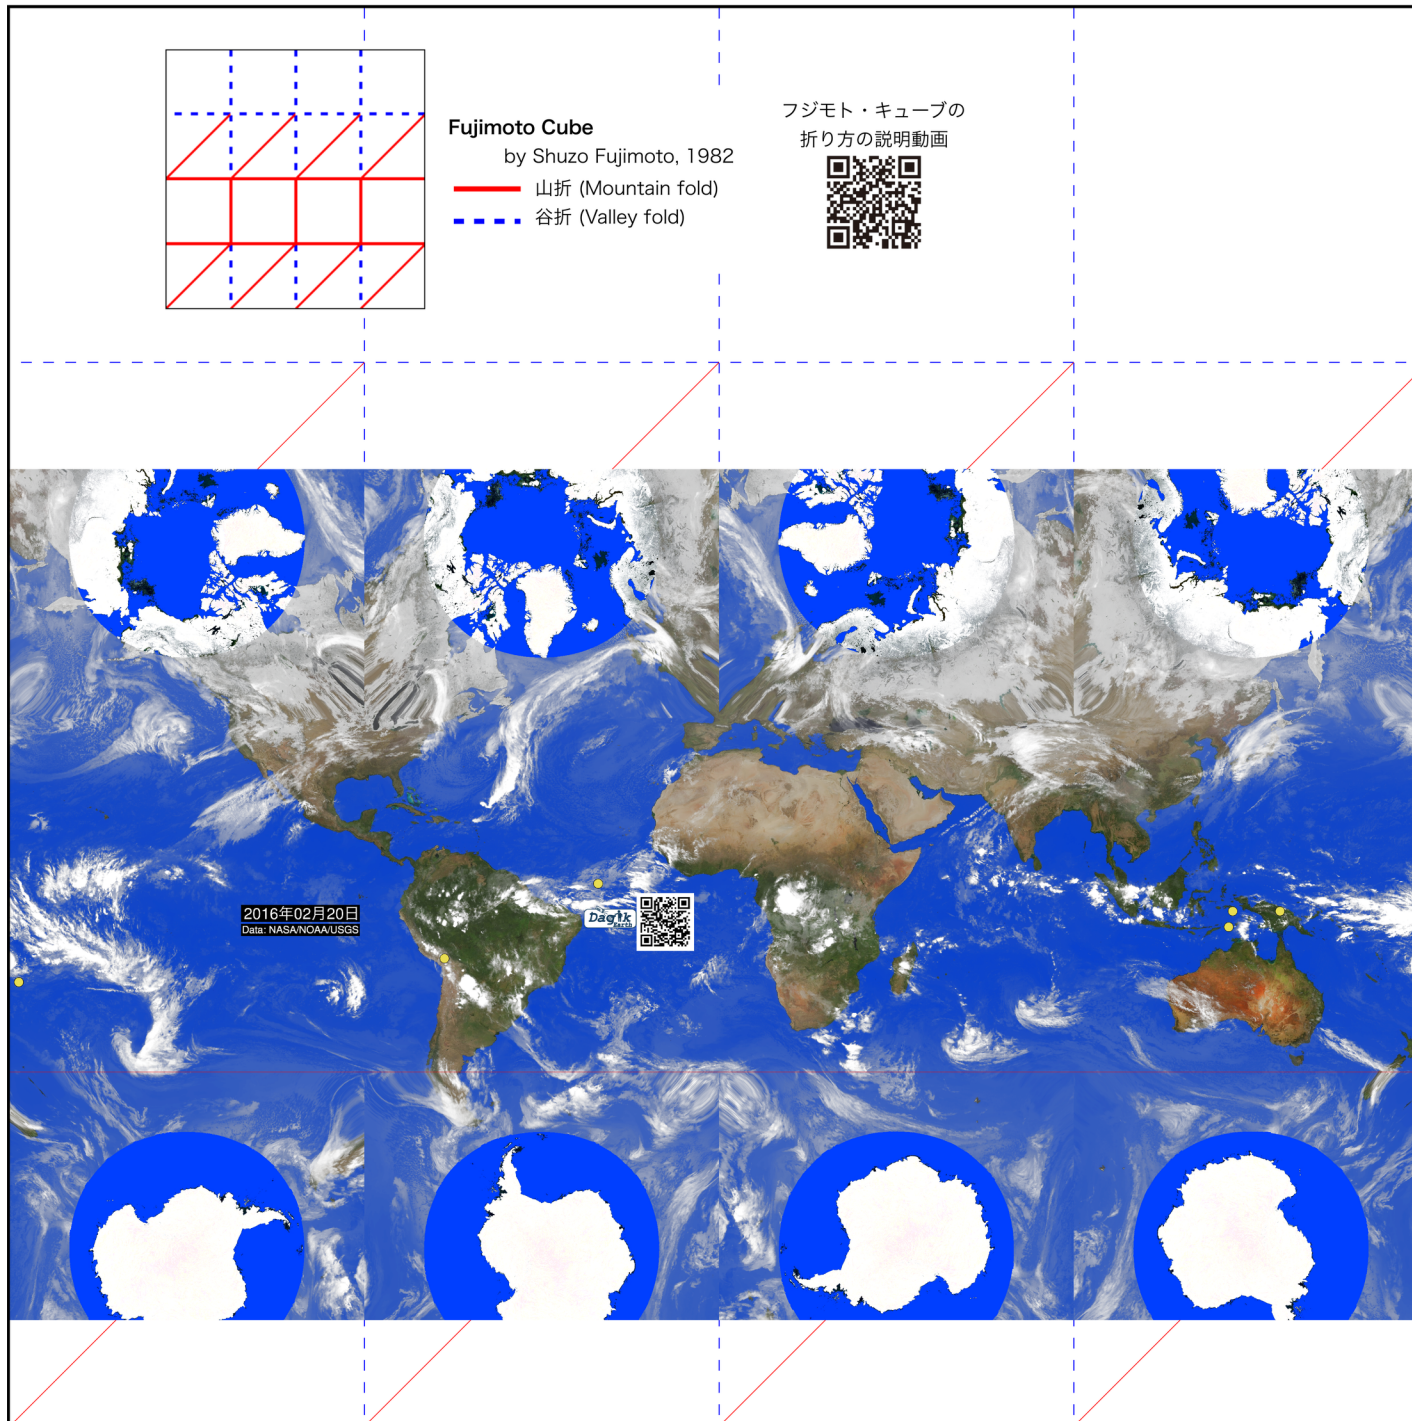 Fujimoto Cube
by Shuzo Fujimoto, 1982
山折 (Mountain fold)
谷折 (Valley fold)
フジモト・キューブの
折り方の説明動画
2016年02月20日
Data: NASA/NOAA/USGS
Dagik
Earth